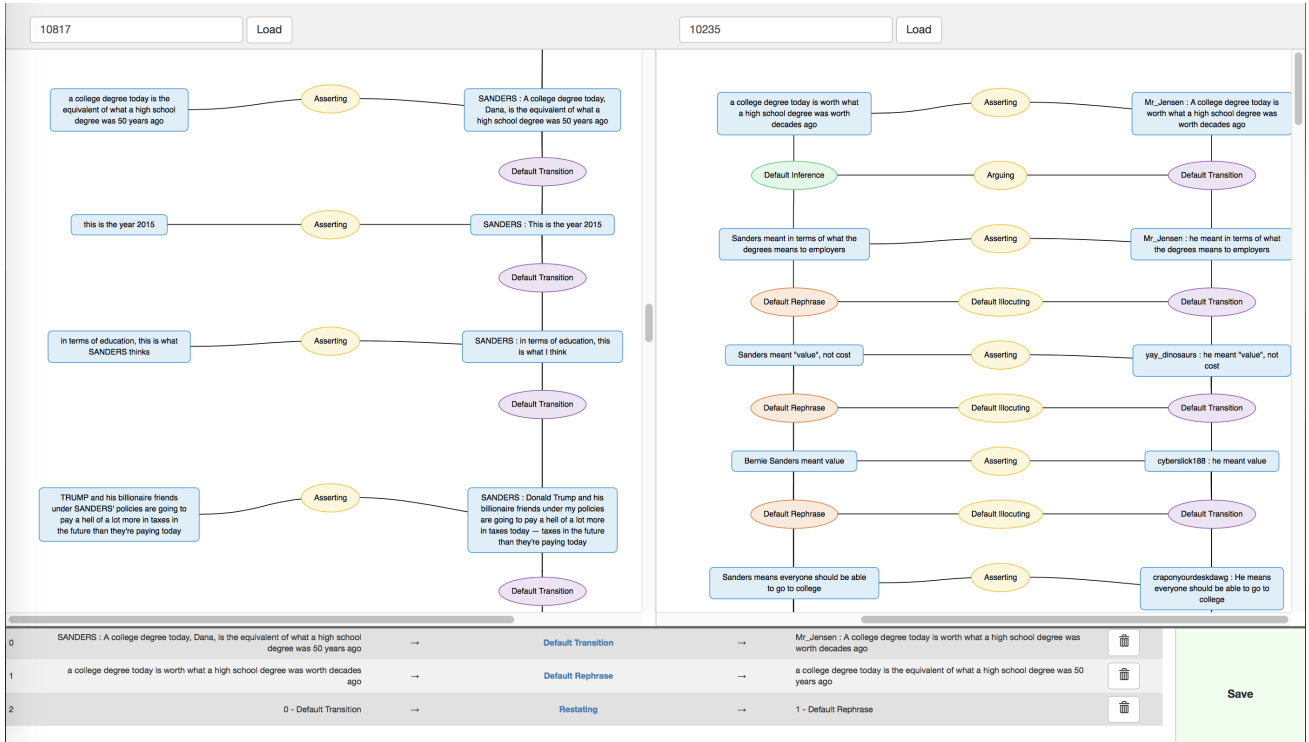 10817
Load
10235
Load
a college degree today is the
equivalent of what a high school
degree was 50 years ago
Asserting
SANDERS : A college degree today,
Dana, is the equivalent of what a
high school degree was 50 years ago
Default Transition
this is the year 2015
Asserting
SANDERS : This is the year 2015
Default Transition
in terms of education, this is what
SANDERS thinks
Asserting
SANDERS : in terms of education, this
is what I think
Default Transition
TRUMP and his billionaire friends
under SANDERS' policies are going to
pay a hell of a lot more in taxes in
the future than they're paying today
Asserting
SANDERS : Donald Trump and his
billionaire friends under my policies
are going to pay a hell of a lot more
in taxes today — taxes in the future
than they're paying today
Default Transition
a college degree today is worth what
a high school degree was worth
decades ago
Asserting
Mr_Jensen : A college degree today is
worth what a high school degree was
worth decades ago
Default Inference
Arguing
Default Transition
Sanders meant in terms of what the
degrees means to employers
Asserting
Mr_Jensen : he meant in terms of what
the degrees means to employers
Default Rephrase
Default Illocuting
Default Transition
Sanders meant "value", not cost
Asserting
yay_dinosaurs : he meant "value", not
cost
Default Rephrase
Default Illocuting
Default Transition
Bernie Sanders meant value
Asserting
cyberslick188 : he meant value
Default Rephrase
Default Illocuting
Default Transition
Sanders means everyone should be able
to go to college
Asserting
craponyourdeskdawg : He means
everyone should be able to go to
college
0
SANDERS : A college degree today, Dana, is the equivalent of what a high school
degree was 50 years ago
→
Default Transition
→
Mr_Jensen : A college degree today is worth what a high school degree was
worth decades ago
1
a college degree today is worth what a high school degree was worth decades
ago
→
Default Rephrase
→
a college degree today is the equivalent of what a high school degree was 50
years ago
2
0 - Default Transition
→
Restating
→
1 - Default Rephrase
Save